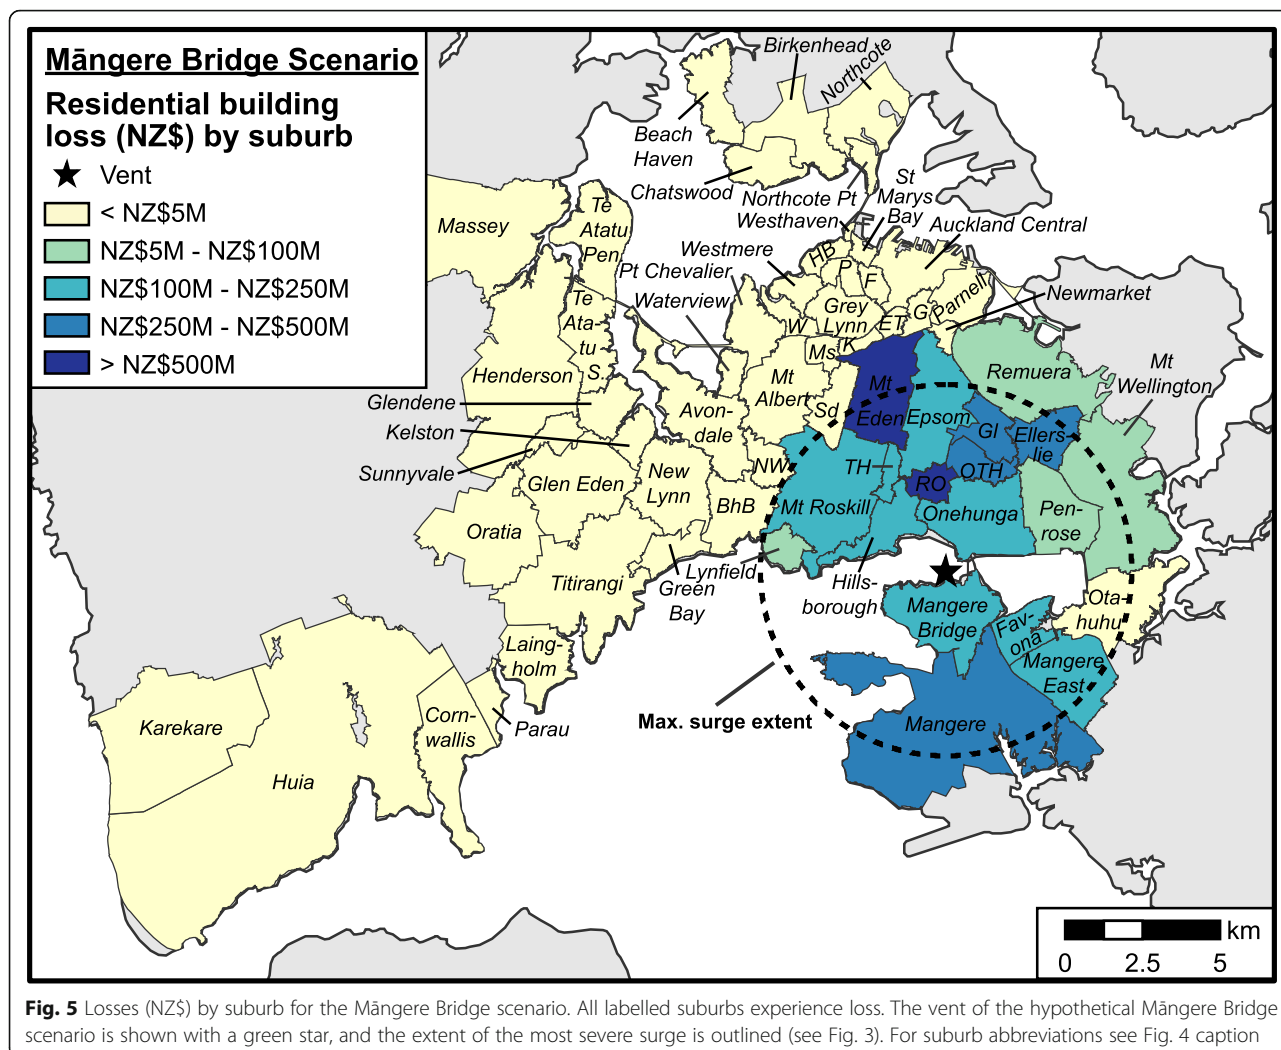 Māngere Bridge Scenario
Residential building
loss (NZ$) by suburb
Vent
< NZ$5M
NZ$5M - NZ$100M
NZ$100M - NZ$250M
NZ$250M - NZ$500M
> NZ$500M
Birkenhead
Northcote
Beach
Haven
Chatswood
Northcote Pt
Westhaven
St
Marys
Bay
Auckland Central
Massey
Te
Atatu
Pen.
Westmere
Pt Chevalier
Waterview
HB
P
F
G
Parnell
Newmarket
Te
Ata-
tu
S.
W
Grey
Lynn
ET
K
Ms
Henderson
Mt
Albert
Mt
Eden
Epsom
Remuera
Mt
Wellington
Glendene
Kelston
Sunnyvale
Avon-
dale
Sd
GI
Ellers-
lie
Glen Eden
New
Lynn
NW
TH
OTH
RO
Oratia
BhB
Mt Roskill
Onehunga
Pen-
rose
Titirangi
Lynfield
Green
Bay
Hills-
borough
Mangere
Bridge
Fav-
ona
Ota-
huhu
Laing-
holm
Mangere
East
Karekare
Corn-
wallis
Parau
Max. surge extent
Mangere
Huia
km
0 2.5 5
Fig. 5 Losses (NZ$) by suburb for the Māngere Bridge scenario. All labelled suburbs experience loss. The vent of the hypothetical Māngere Bridge
scenario is shown with a green star, and the extent of the most severe surge is outlined (see Fig. 3). For suburb abbreviations see Fig. 4 caption